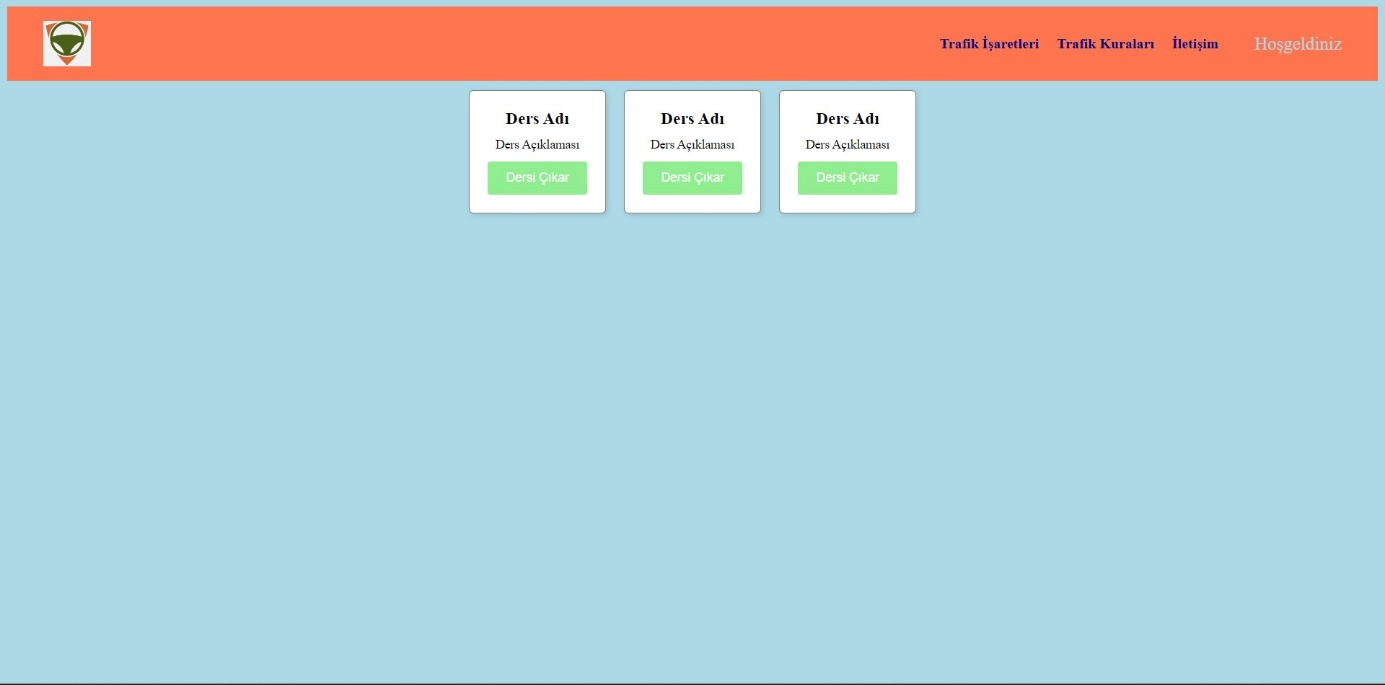 Trafik İşaretleri Trafik Kuraları İletişim Hoşgeldiniz
Ders Adı Ders Adı Ders Adı
Ders Açıklaması Ders Açıklaması Ders Açıklaması
Dersi Çıkar Dersi Çıkar Dersi Çıkar